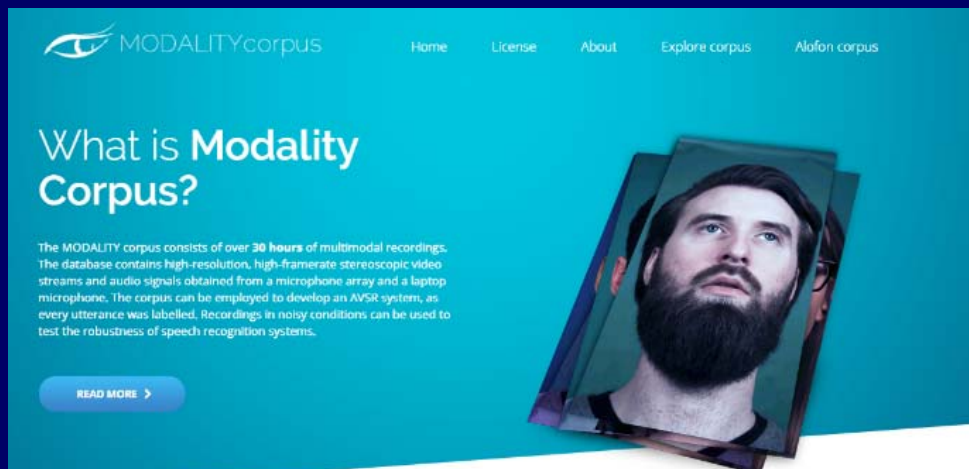 MODALITYcorpus
Home License About Explore corpus Alofon corpus
What is Modality
Corpus?
The MODALITY corpus consists of over 30 hours of multimodal recordings.
The database contains high-resolution, high-framerate stereoscopic video
streams and audio signals obtained from a microphone array and a laptop
microphone. The corpus can be employed to develop an AVSR system, as
every utterance was labelled. Recordings in noisy conditions can be used to
test the robustness of speech recognition systems.
READ MORE